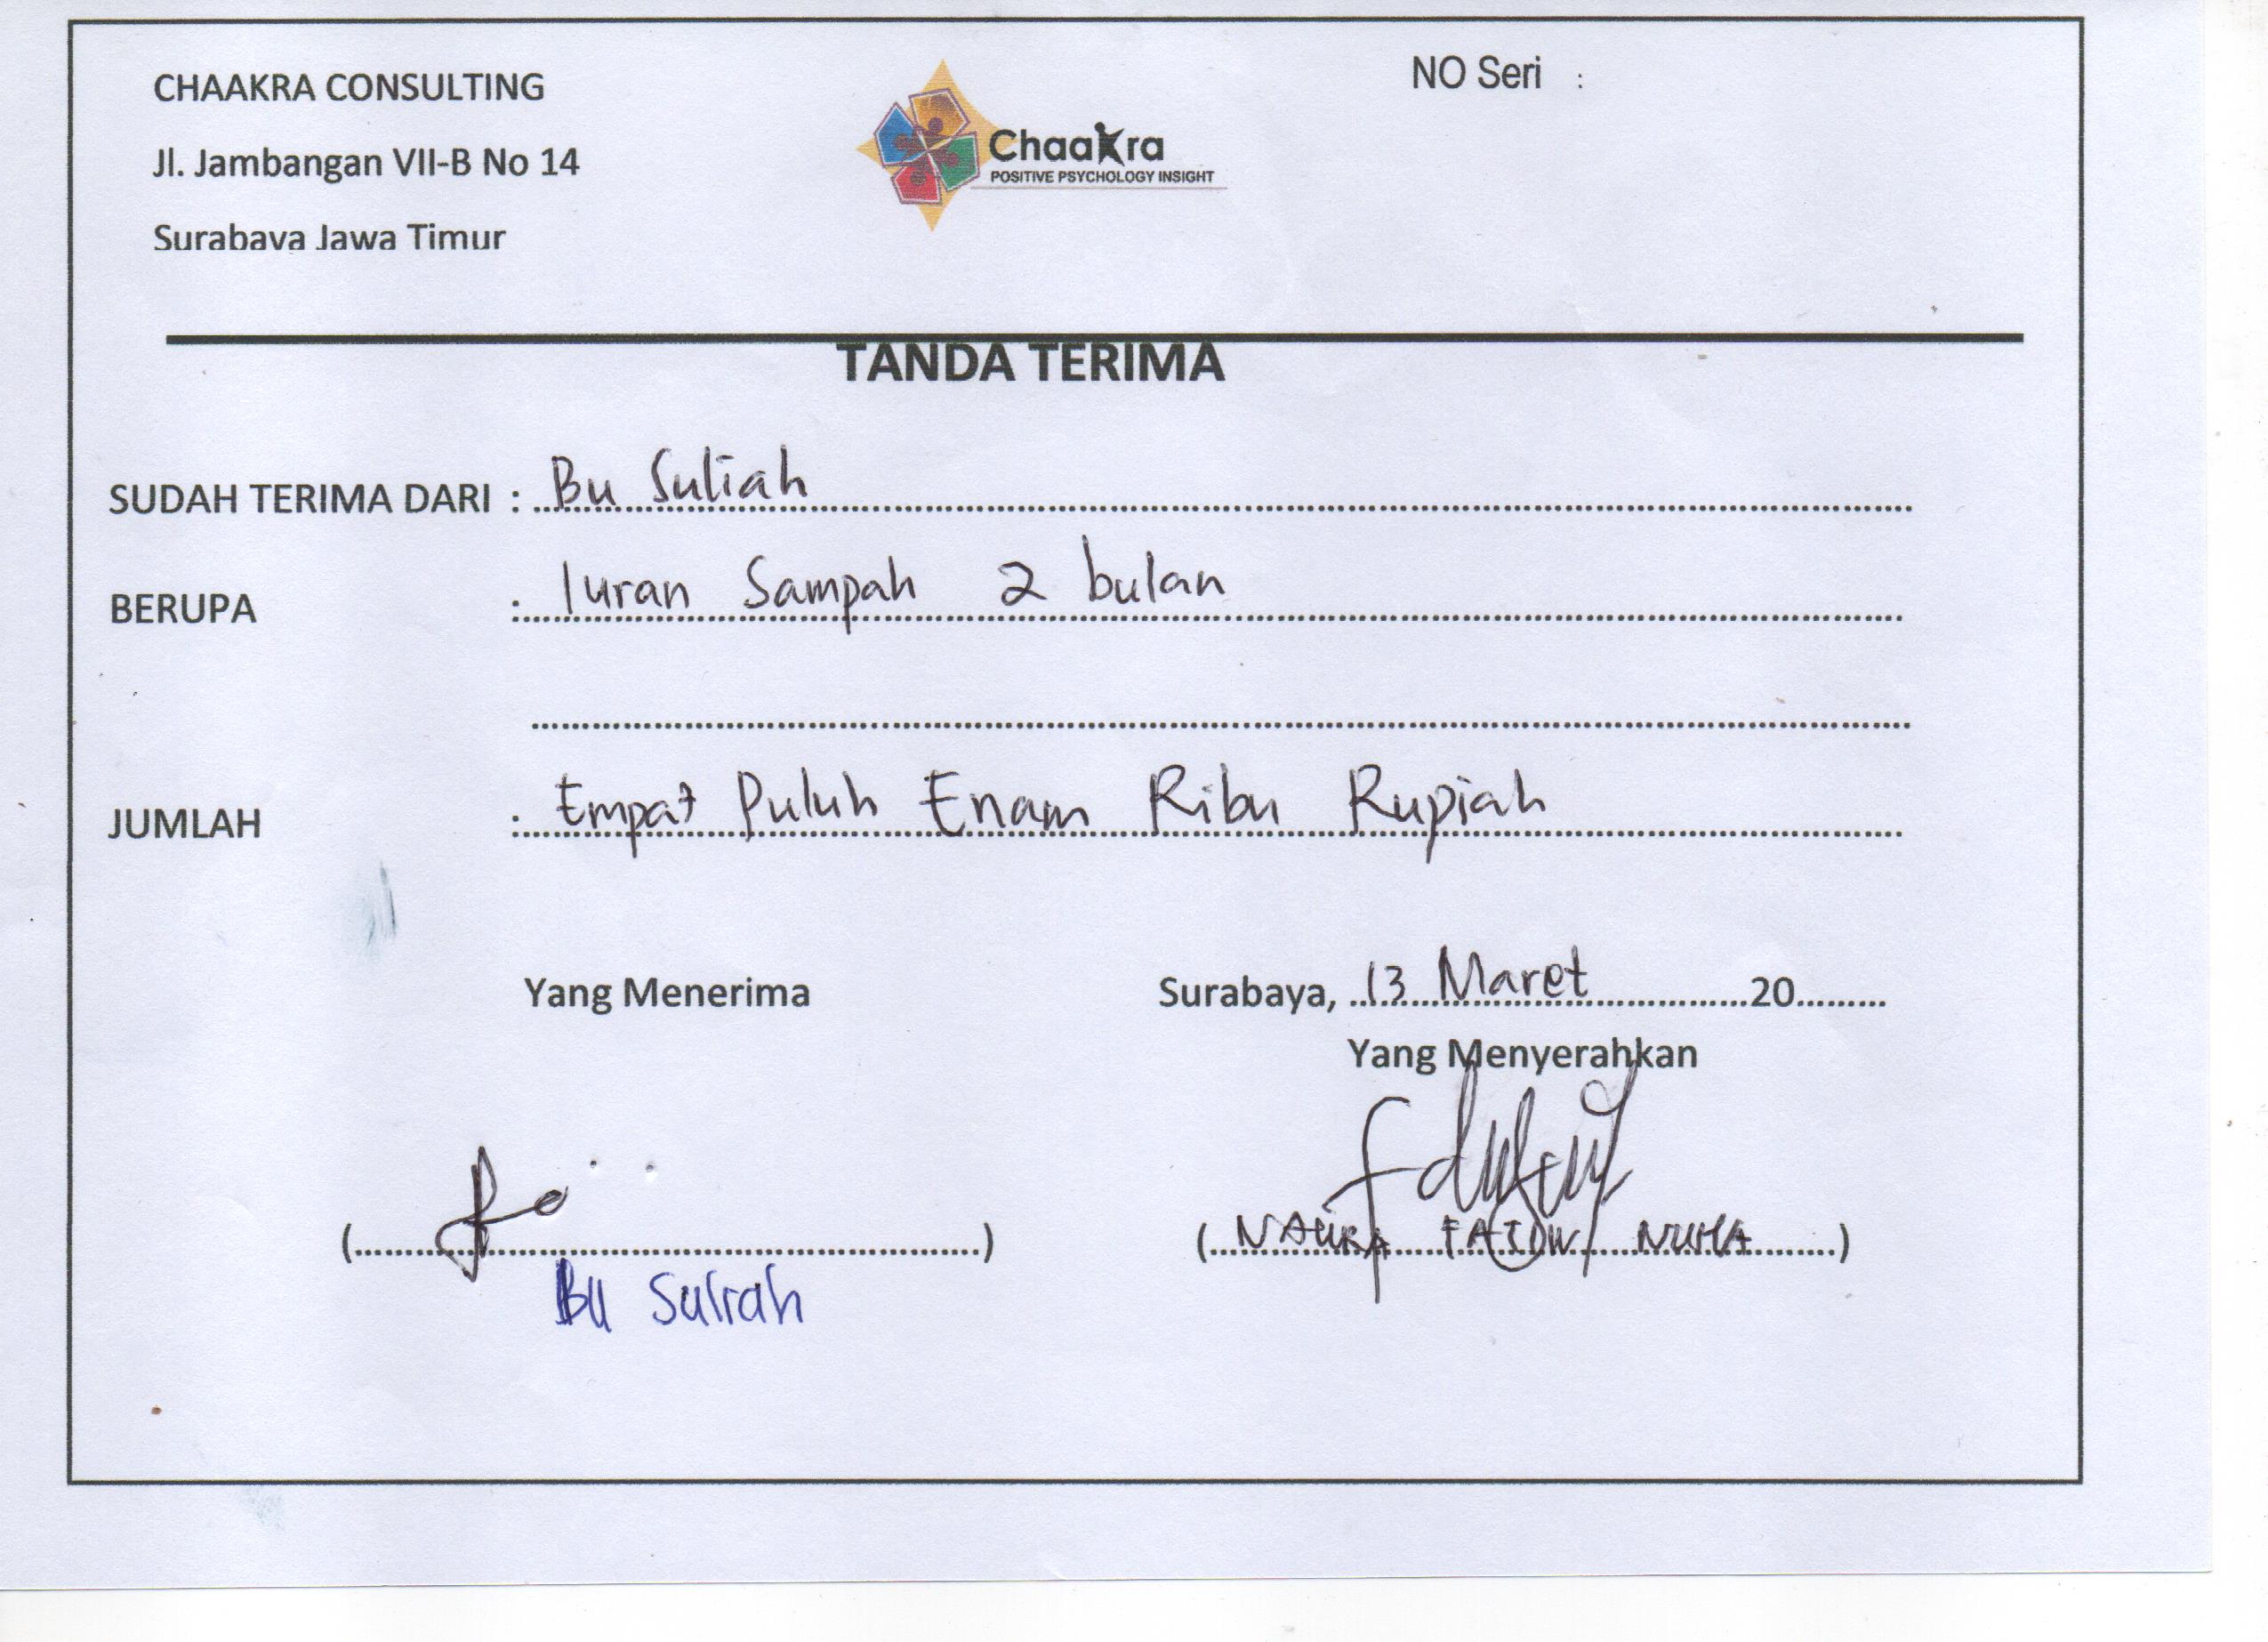 CHAAKRA CONSULTING
Jl. Jambangan VII-B No 14
Surabaya Jawa Timur
ChaaKra
POSITIVE PSYCHOLOGY INSIGHT
NO Seri :
TANDA TERIMA
SUDAH TERIMA DARI : Bu Suliah
BERUPA : Iuran Sampah 2 bulan
JUMLAH : Empat Puluh Enam Ribu Rupiah
Yang Menerima
Surabaya, 13 Maret 20
Yang Menyerahkan
( )
( NAURA NUHA )
Bu Suliah